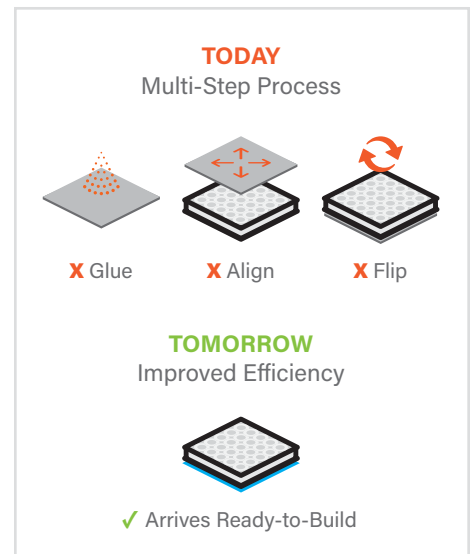 TODAY
Multi-Step Process
X Glue
X Align
X Flip
TOMORROW
Improved Efficiency
✓ Arrives Ready-to-Build